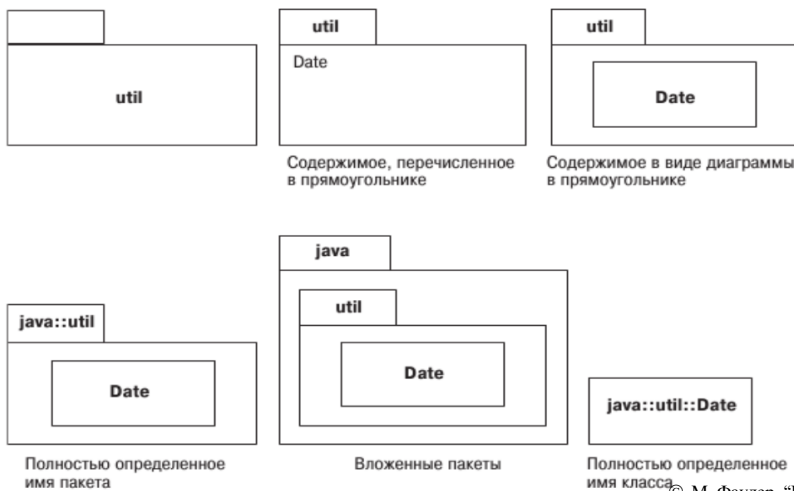 util
util
Date
util
Date
Содержимое, перечисленное
в прямоугольнике
Содержимое в виде диаграммы
в прямоугольнике
java::util
Date
java
util
Date
java::util::Date
Полностью определенное
имя пакета
Вложенные пакеты
Полностью определенное
имя класса
© М. Фаулер, "